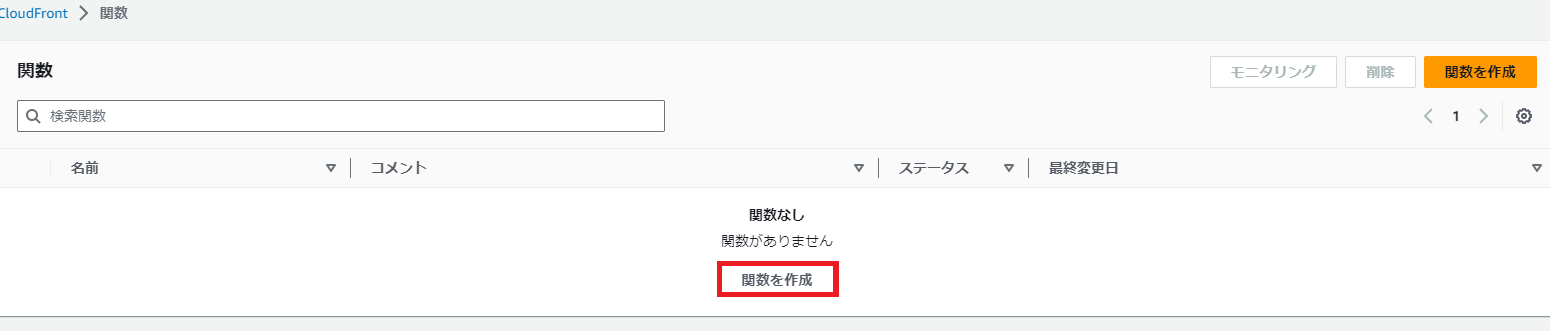 CloudFront > 関数
関数
モニタリング 削除 関数を作成
検索関数
1
名前 コメント ステータス 最終変更日
関数なし
関数がありません
関数を作成